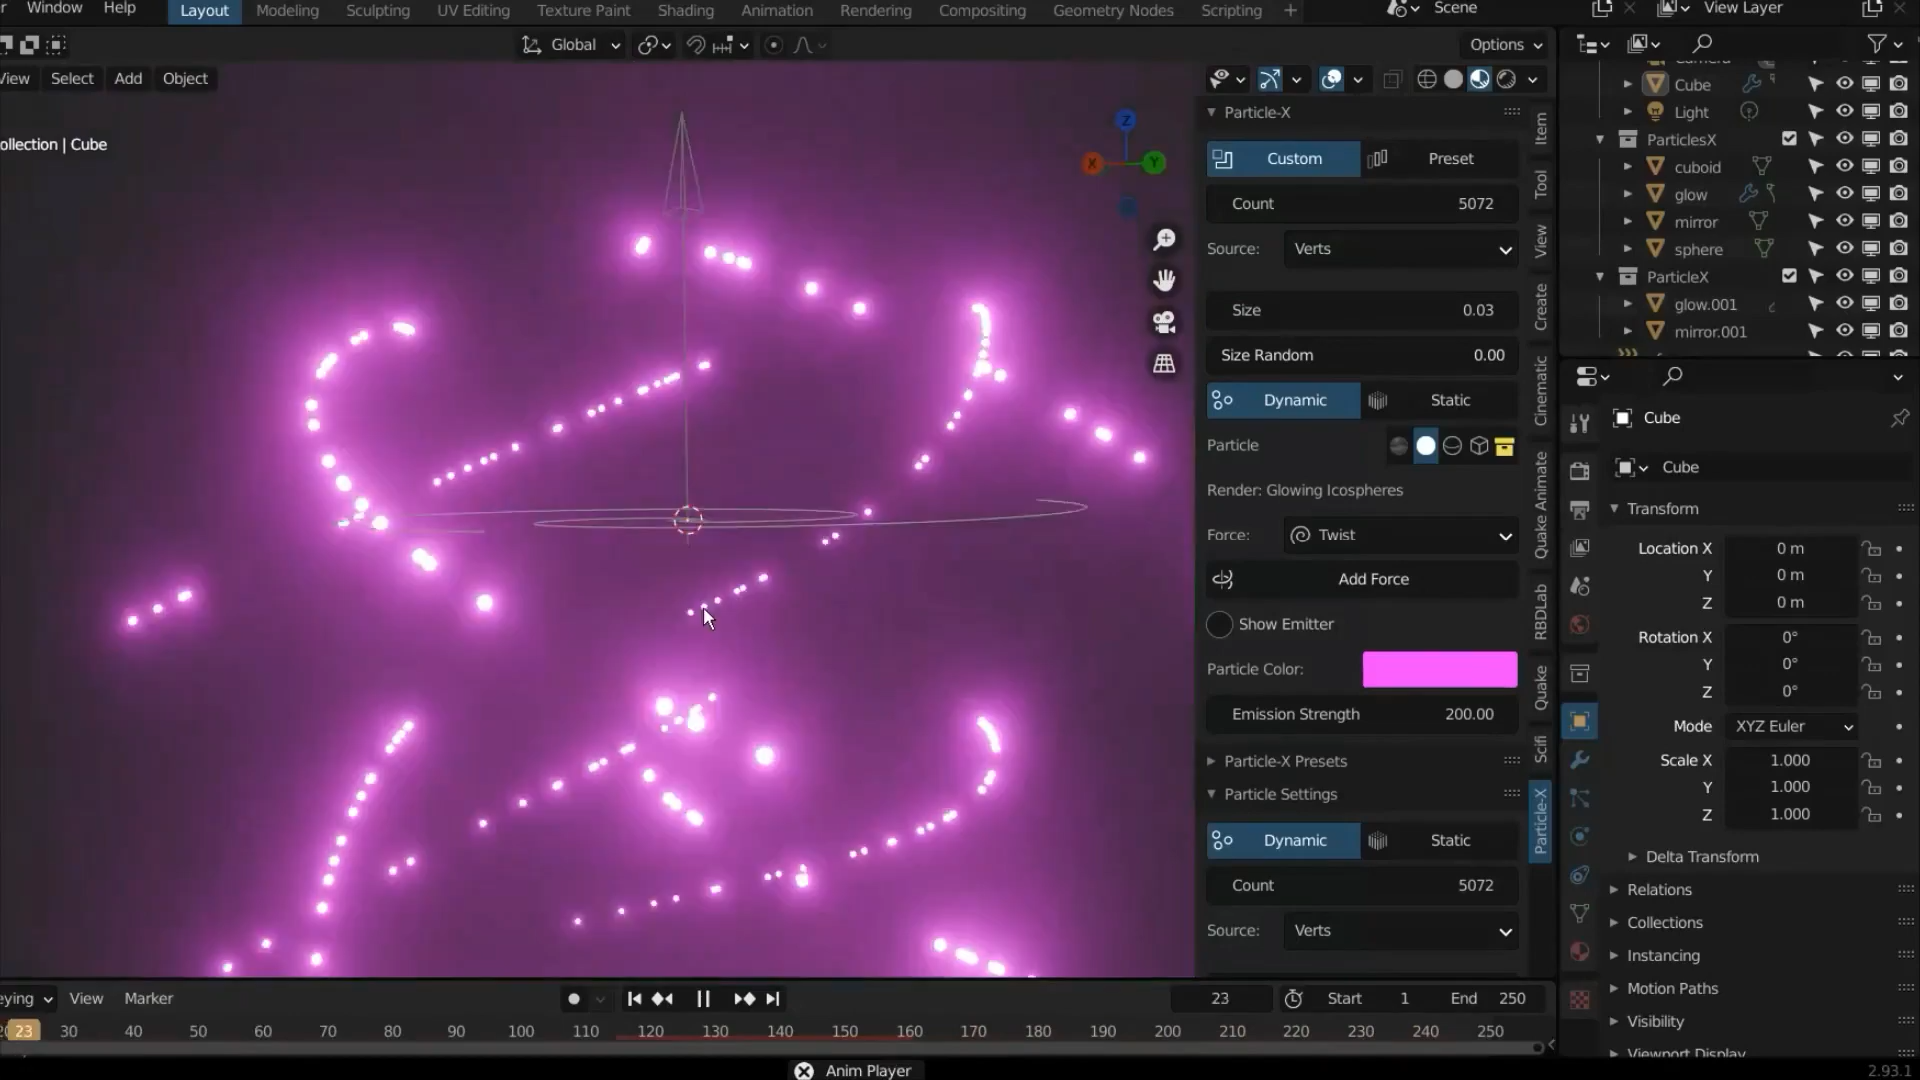 Window Help Layout Modeling Sculpting UV Editing Texture Paint Shading Animation Rendering Compositing Geometry Nodes Scripting + Scene View Layer
Global Options
View Select Add Object
ollection | Cube
Z
X Y
Particle-X
Custom Preset
Count 5072
Source: Verts
Size 0.03
Size Random 0.00
Dynamic Static
Particle
Render: Glowing Icospheres
Force: Twist
Add Force
Show Emitter
Particle Color:
Emission Strength 200.00
Particle-X Presets
Particle Settings
Dynamic Static
Count 5072
Source: Verts
Item
Tool
View
Create
Cinematic
Quake Animate
RBDLab
Quake
Scifi
Particle-X
Camera
Cube
Light
ParticlesX
cuboid
glow
mirror
sphere
ParticleX
glow.001
mirror.001
Cube
Cube
Transform
Location X 0 m
Y 0 m
Z 0 m
Rotation X 0°
Y 0°
Z 0°
Mode XYZ Euler
Scale X 1.000
Y 1.000
Z 1.000
Delta Transform
Relations
Collections
Instancing
Motion Paths
Visibility
Viewport Display
eying View Marker 23 Start 1 End 250
23 30 40 50 60 70 80 90 100 110 120 130 140 150 160 170 180 190 200 210 220 230 240 250
Anim Player
2.93.1